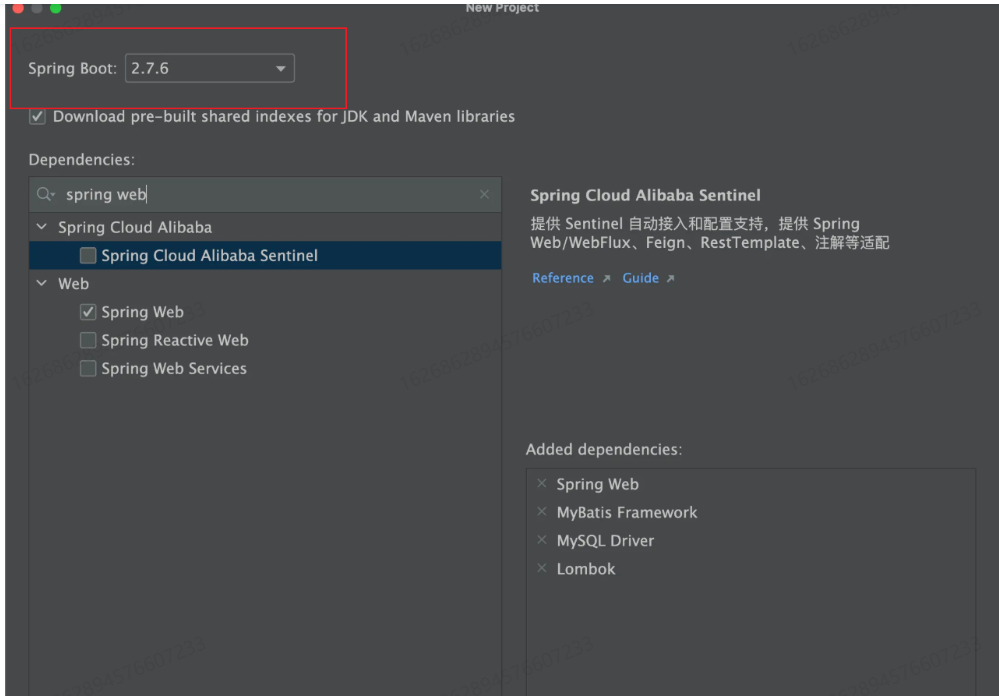 New Project
Spring Boot: 2.7.6
Download pre-built shared indexes for JDK and Maven libraries
Dependencies:
spring web
Spring Cloud Alibaba
Spring Cloud Alibaba Sentinel
Web
Spring Web
Spring Reactive Web
Spring Web Services
Spring Cloud Alibaba Sentinel
提供 Sentinel 自动接入和配置支持，提供 Spring
Web/WebFlux、Feign、RestTemplate、注解等适配
Reference Guide
Added dependencies:
Spring Web
MyBatis Framework
MySQL Driver
Lombok